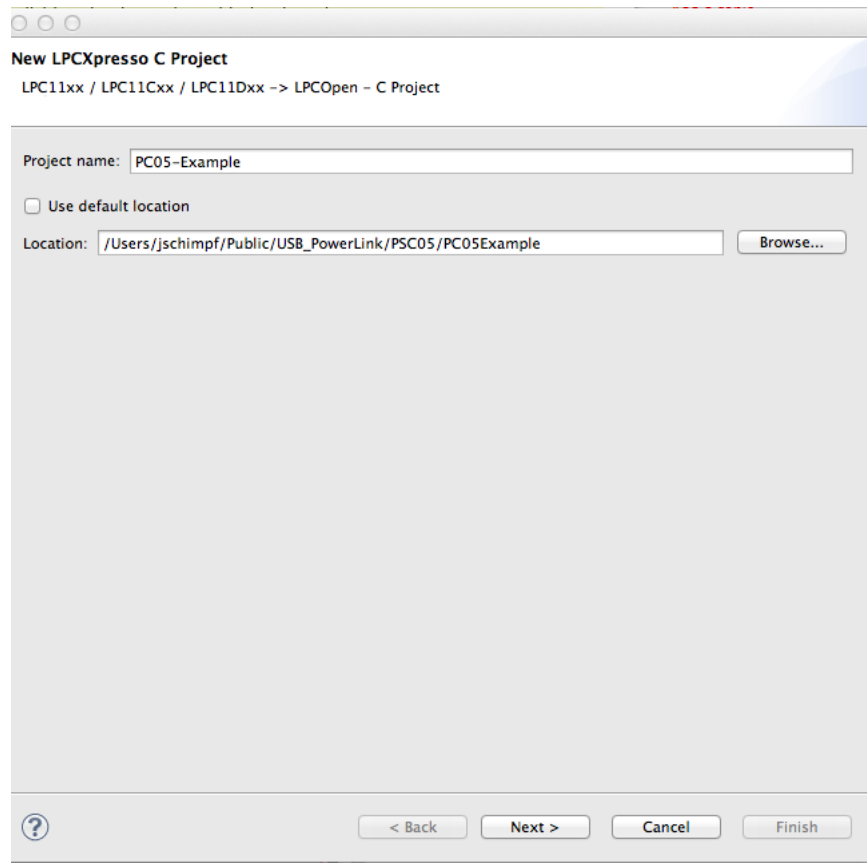 New LPCXpresso C Project
LPC11xx / LPC11Cxx / LPC11Dxx -> LPCOpen - C Project
Project name: PC05-Example
Use default location
Location: /Users/jschimpf/Public/USB_PowerLink/PSC05/PC05Example Browse...
? < Back Next > Cancel Finish